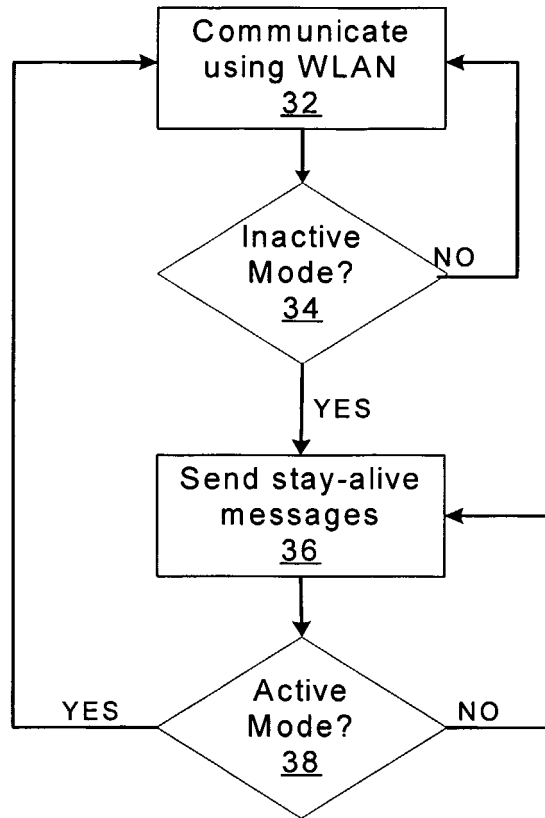 Communicate
using WLAN
32
Inactive
Mode?
34
NO
YES
Send stay-alive
messages
36
Active
Mode?
38
YES
NO